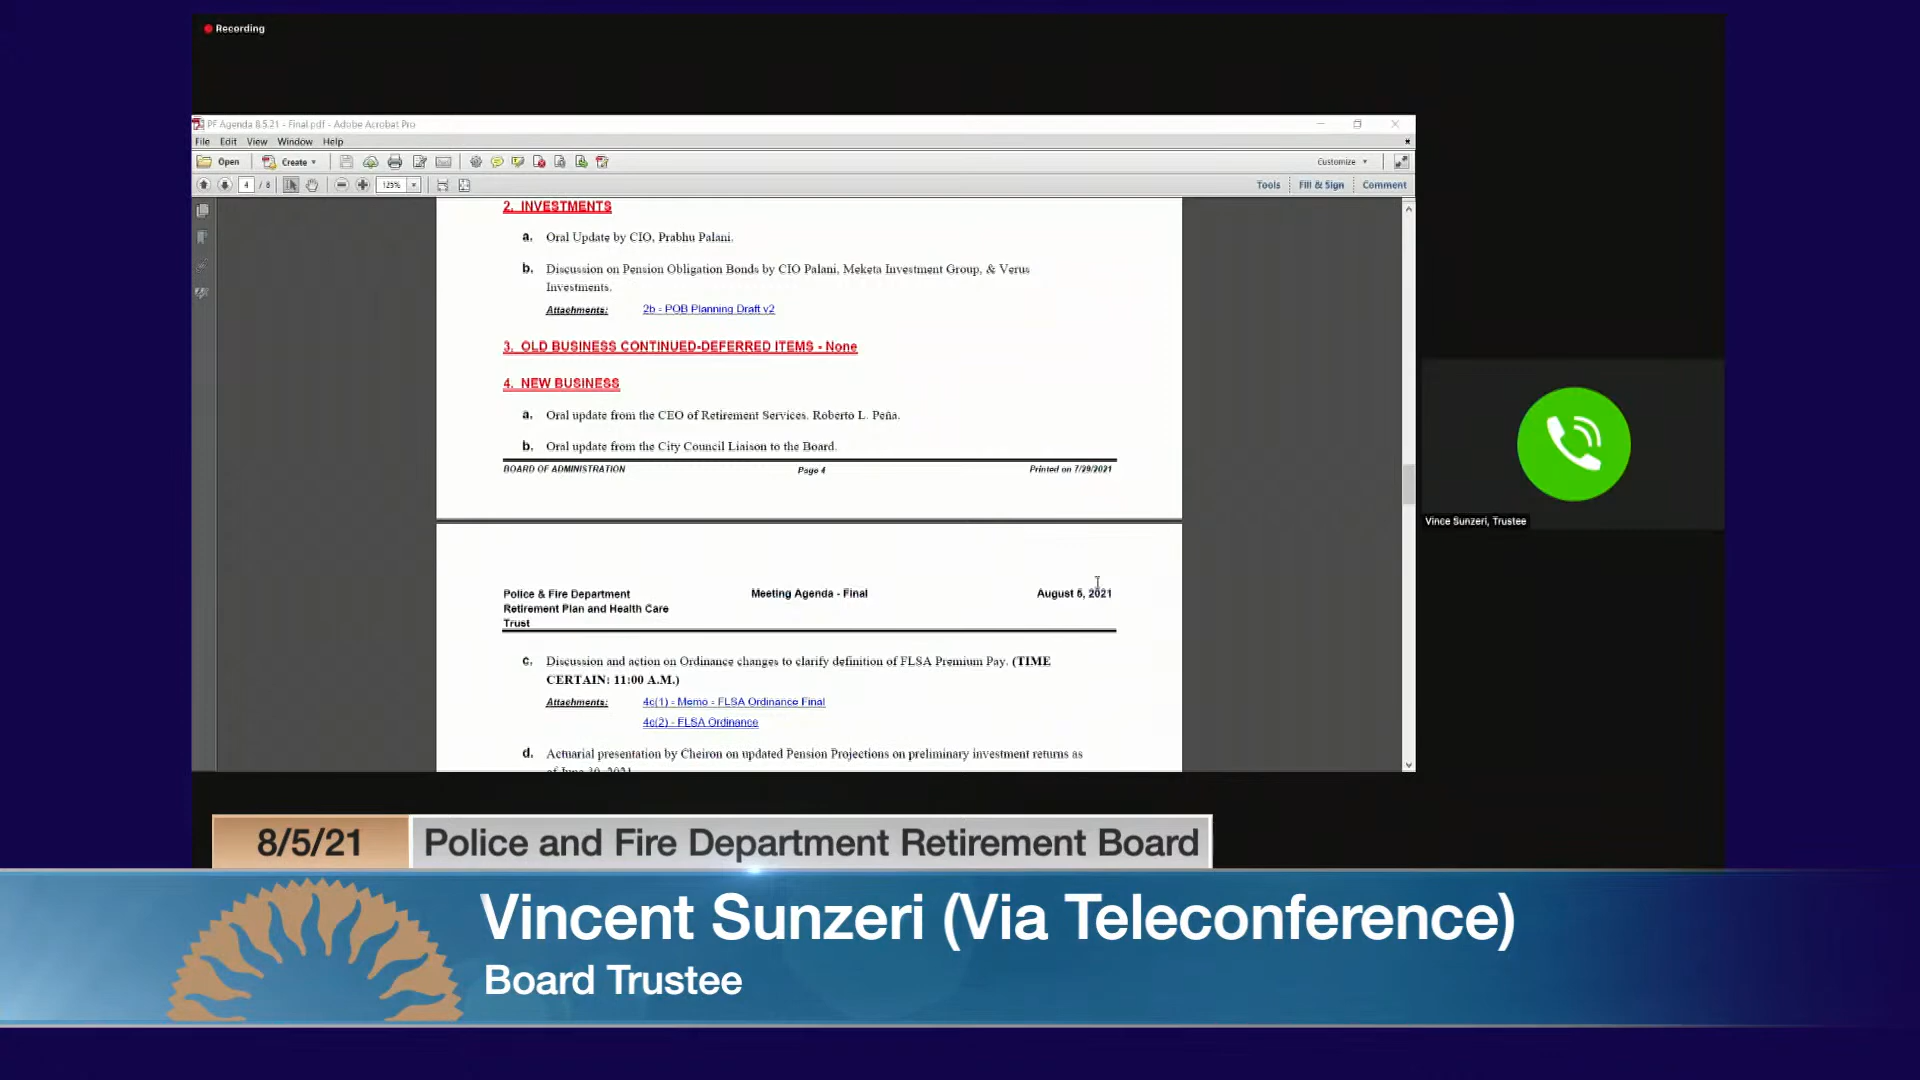 Recording
PF Agenda 8.5.21 - Final.pdf - Adobe Acrobat Pro
File Edit View Window Help
Open Create Customize
4 / 8 123% Tools Fill & Sign Comment
2. INVESTMENTS
a. Oral Update by CIO, Prabhu Palani.
b. Discussion on Pension Obligation Bonds by CIO Palani, Meketa Investment Group, & Verus
Investments.
Attachments: 2b - POB Planning Draft v2
3. OLD BUSINESS CONTINUED-DEFERRED ITEMS - None
4. NEW BUSINESS
a. Oral update from the CEO of Retirement Services, Roberto L. Peña.
b. Oral update from the City Council Liaison to the Board.
BOARD OF ADMINISTRATION Page 4 Printed on 7/29/2021
Police & Fire Department Meeting Agenda - Final August 5, 2021
Retirement Plan and Health Care
Trust
c. Discussion and action on Ordinance changes to clarify definition of FLSA Premium Pay. (TIME
CERTAIN: 11:00 A.M.)
Attachments: 4c(1) - Memo - FLSA Ordinance Final
4c(2) - FLSA Ordinance
d. Actuarial presentation by Cheiron on updated Pension Projections on preliminary investment returns as
of June 30, 2021
Vince Sunzeri, Trustee
8/5/21 Police and Fire Department Retirement Board
Vincent Sunzeri (Via Teleconference)
Board Trustee